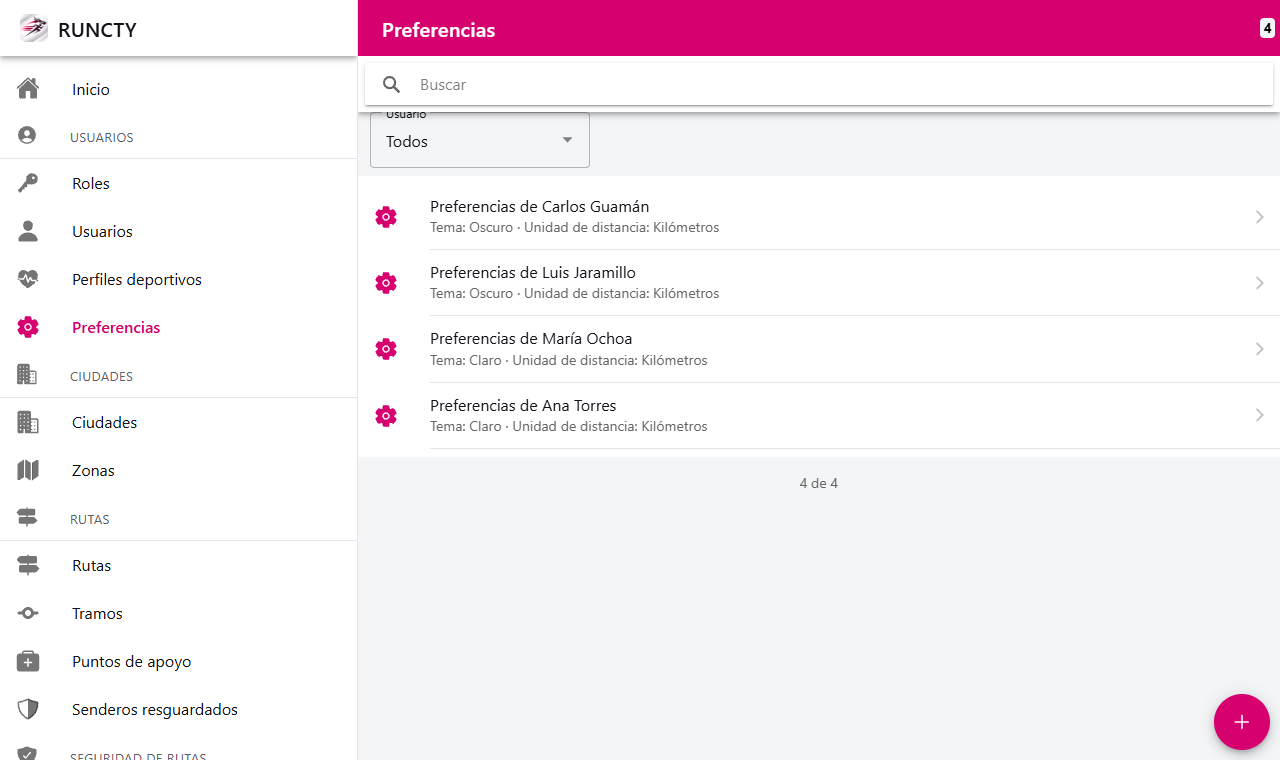 RUNCTY
Inicio
USUARIOS
Roles
Usuarios
Perfiles deportivos
Preferencias
CIUDADES
Ciudades
Zonas
RUTAS
Rutas
Tramos
Puntos de apoyo
Senderos resguardados
SEGURIDAD DE RUTAS
Preferencias
4
Buscar
Usuario
Todos
Preferencias de Carlos Guamán
Tema: Oscuro · Unidad de distancia: Kilómetros
Preferencias de Luis Jaramillo
Tema: Oscuro · Unidad de distancia: Kilómetros
Preferencias de María Ochoa
Tema: Claro · Unidad de distancia: Kilómetros
Preferencias de Ana Torres
Tema: Claro · Unidad de distancia: Kilómetros
4 de 4